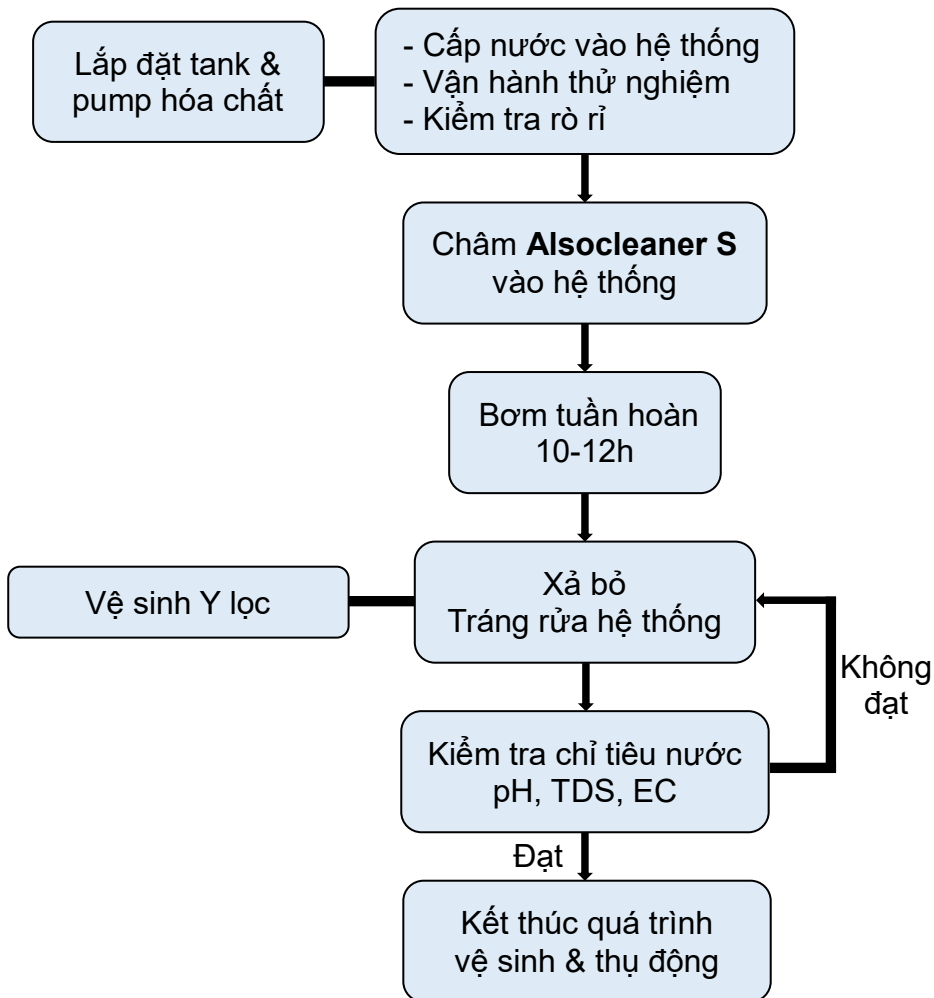 Lắp đặt tank &
pump hóa chất
- Cấp nước vào hệ thống
- Vận hành thử nghiệm
- Kiểm tra rò rỉ
Châm Alsocleaner S
vào hệ thống
Bơm tuần hoàn
10-12h
Vệ sinh Y lọc
Xả bỏ
Tráng rửa hệ thống
Không
đạt
Kiểm tra chỉ tiêu nước
pH, TDS, EC
Đạt
Kết thúc quá trình
vệ sinh & thụ động